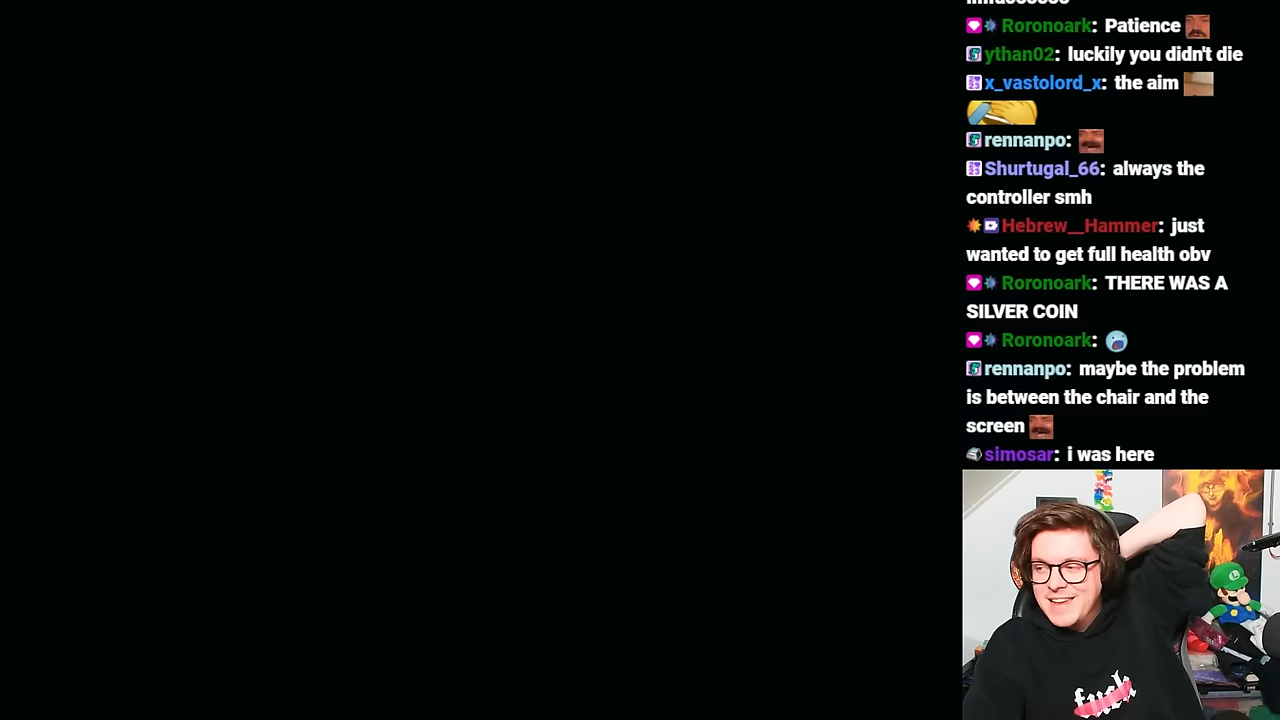 Roronoark: Patience
ythan02: luckily you didn't die
x_vastolord_x: the aim
rennanpo:
Shurtugal_66: always the
controller smh
Hebrew__Hammer: just
wanted to get full health obv
Roronoark: THERE WAS A
SILVER COIN
Roronoark:
rennanpo: maybe the problem
is between the chair and the
screen
simosar: i was here
fuck